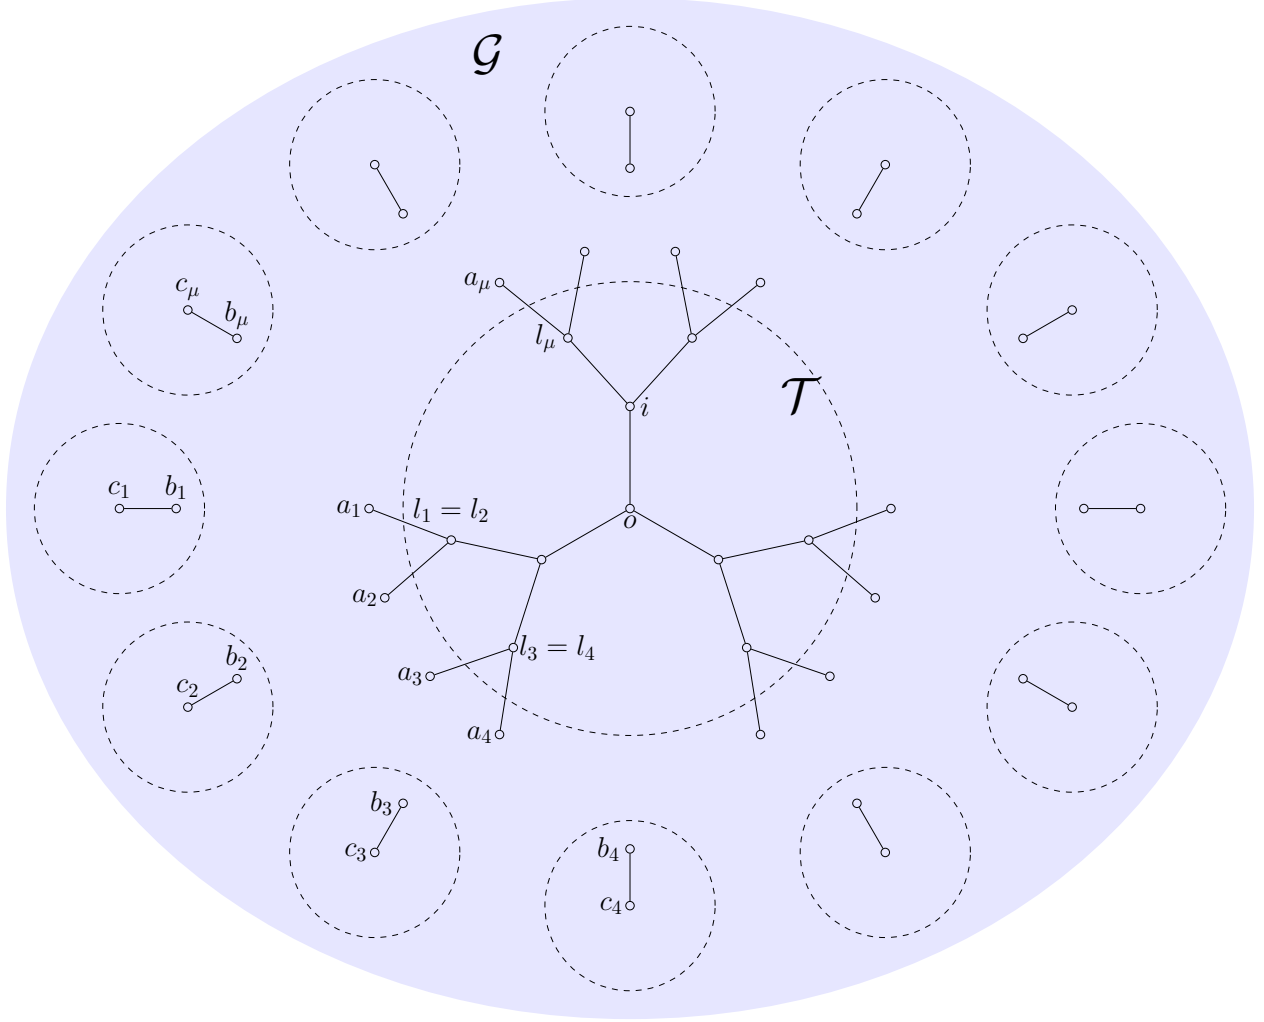 𝒢
c_μ
b_μ
a_μ
l_μ
i
𝒯
c_1
b_1
a_1
l_1 = l_2
o
a_2
b_2
c_2
l_3 = l_4
a_3
a_4
b_3
c_3
b_4
c_4